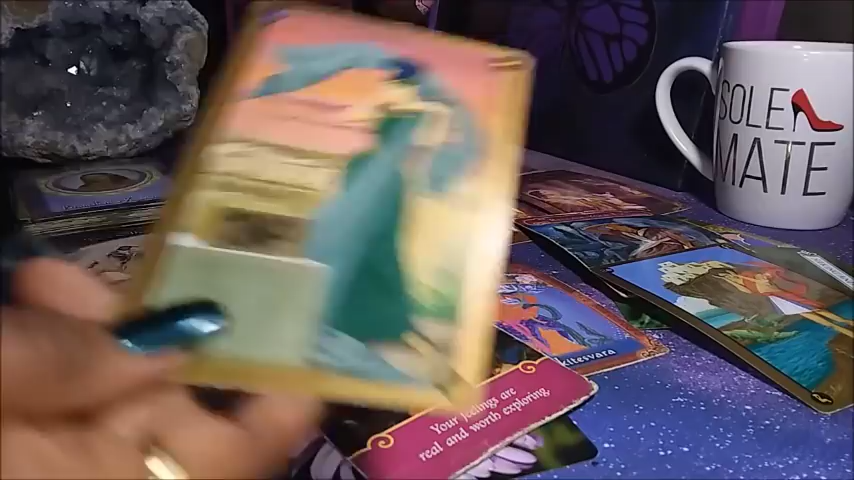 SOLE
MATE
kitesvara
Your feelings are
real and worth exploring